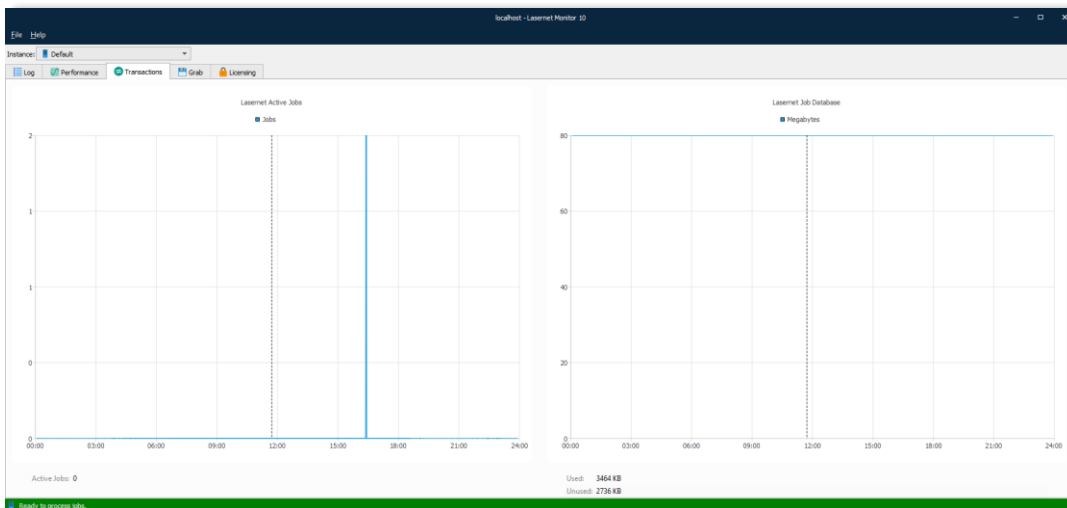 localhost - Lasernet Monitor 10
File Help
Instance: Default
Log Performance Transactions Grab Licensing
Lasernet Active Jobs
Jobs
2
1
1
0
0
00:00 03:00 06:00 09:00 12:00 15:00 18:00 21:00 24:00
Active Jobs: 0
Lasernet Job Database
Megabytes
80
60
40
20
0
00:00 03:00 06:00 09:00 12:00 15:00 18:00 21:00 24:00
Used: 3464 KB
Unused: 2736 KB
Ready to process jobs.